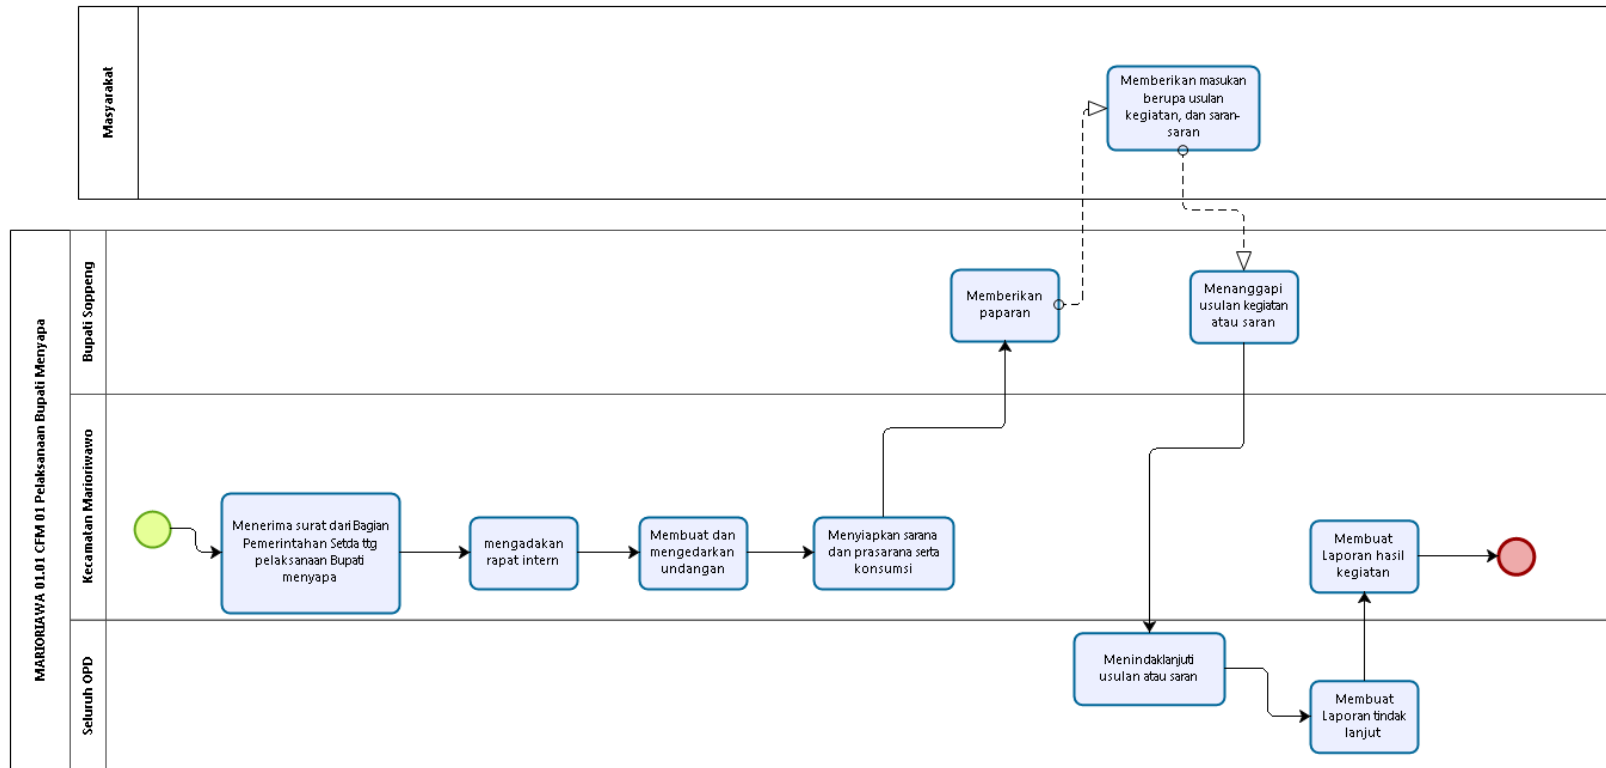 Masyarakat
Memberikan masukan
berupa usulan
kegiatan, dan saran-
saran
MARIORIAWA 01.01 CFM 01 Pelaksanaan Bupati Menyapa
Bupati Soppeng
Memberikan
paparan
Menanggapi
usulan kegiatan
atau saran
Kecamatan Marioriwawo
Menerima surat dari Bagian
Pemerintahan Setda ttg
pelaksanaan Bupati
menyapa
mengadakan
rapat intern
Membuat dan
mengedarkan
undangan
Menyiapkan sarana
dan prasarana serta
konsumsi
Membuat
Laporan hasil
kegiatan
Seluruh OPD
Menindaklanjuti
usulan atau saran
Membuat
Laporan tindak
lanjut